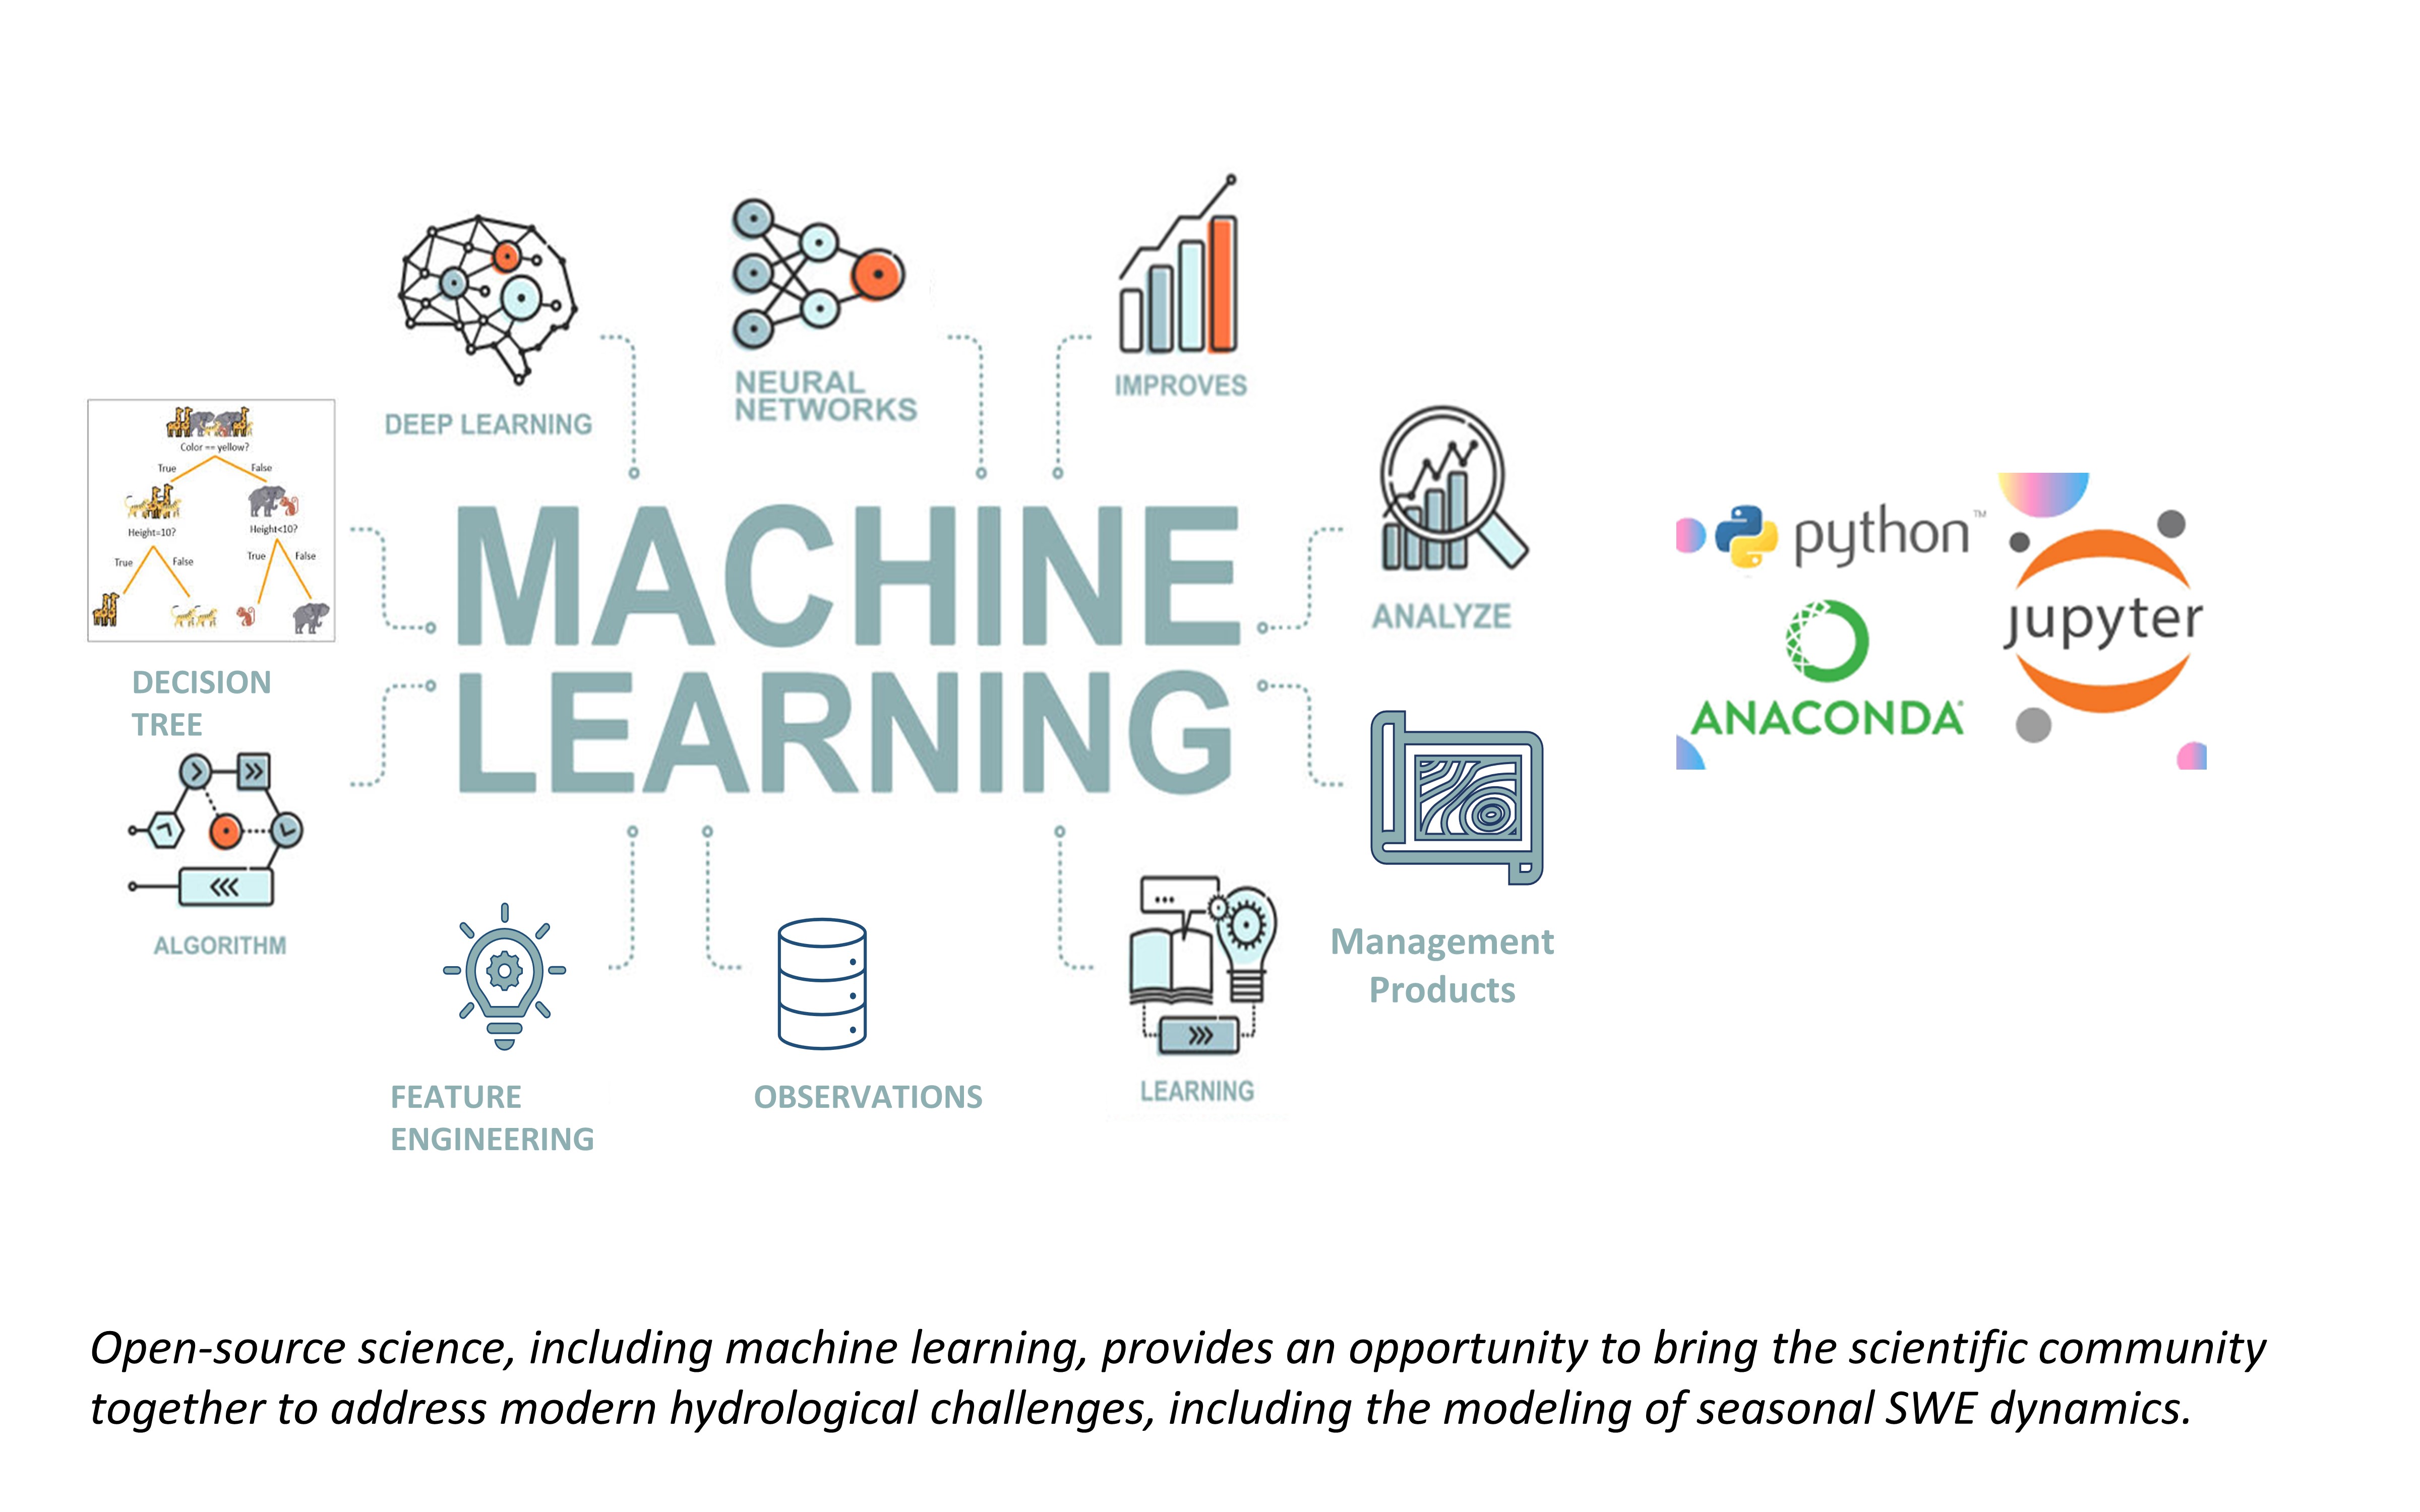 DEEP LEARNING
NEURAL
NETWORKS
IMPROVES
Color == yellow?
True
False
Height=10?
Height<10?
True
False
True
False
DECISION
TREE
MACHINE
LEARNING
ANALYZE
python™
jupyter
ANACONDA®
ALGORITHM
Management
Products
FEATURE
ENGINEERING
OBSERVATIONS
LEARNING
Open-source science, including machine learning, provides an opportunity to bring the scientific community
together to address modern hydrological challenges, including the modeling of seasonal SWE dynamics.